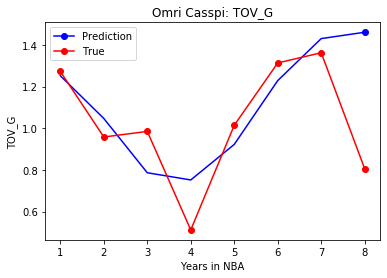 Omri Casspi: TOV_G
Prediction
True
TOV_G
1.4
1.2
1.0
0.8
0.6
1 2 3 4 5 6 7 8
Years in NBA